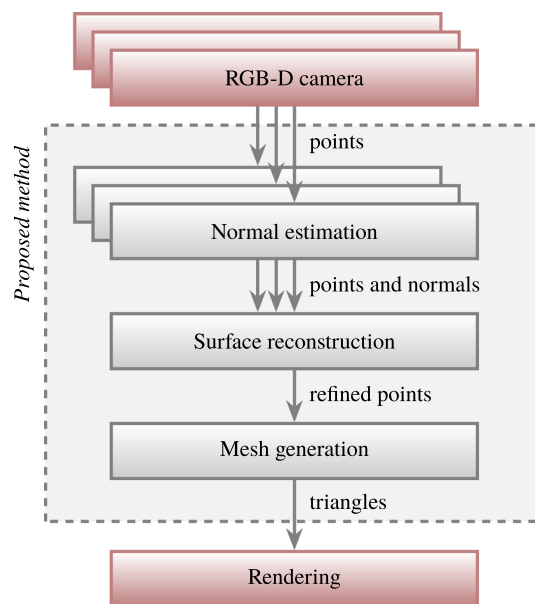 RGB-D camera
points
Proposed method
Normal estimation
points and normals
Surface reconstruction
refined points
Mesh generation
triangles
Rendering